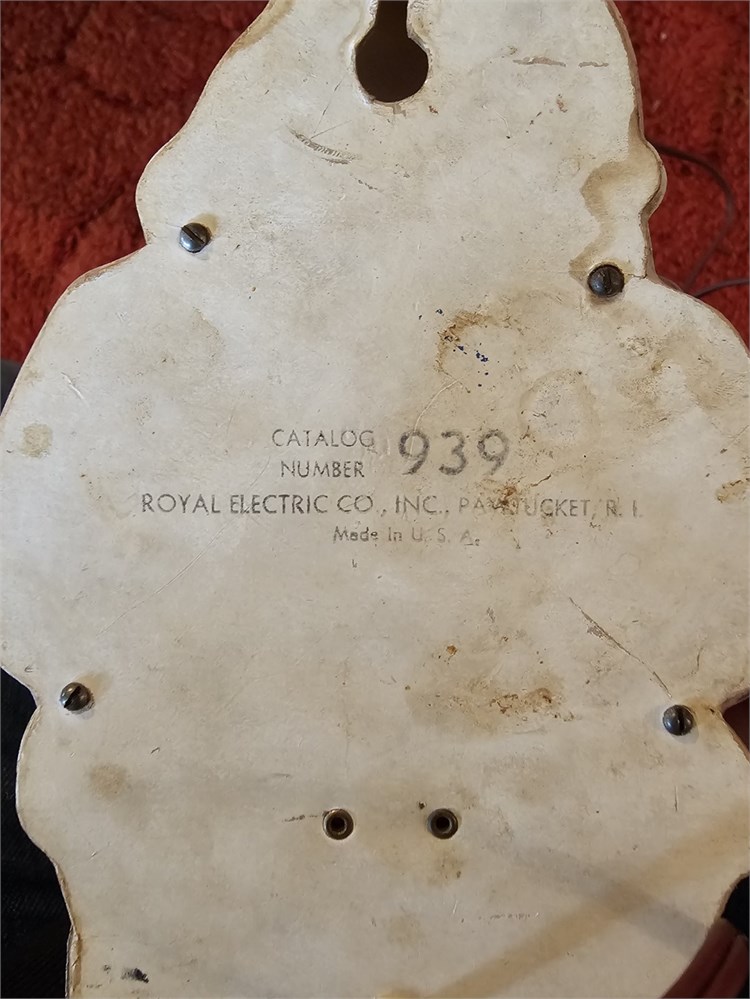 CATALOG
NUMBER 939
ROYAL ELECTRIC CO., INC., PAWTUCKET, R. I.
Made In U. S. A.